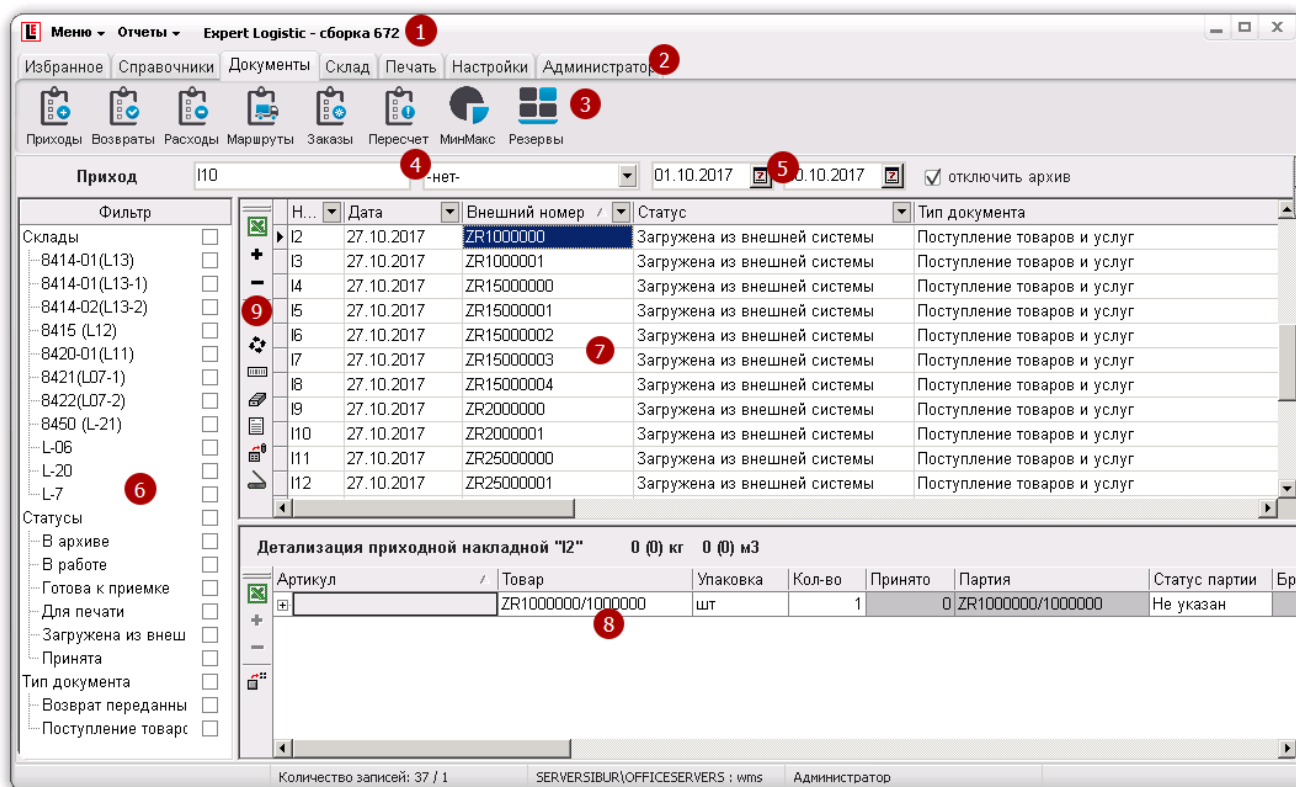 Меню Отчеты Expert Logistic - сборка 672 1
Избранное Справочники Документы Склад Печать Настройки Администратор 2
Приходы Возвраты Расходы Маршруты Заказы Пересчет МинМакс Резервы 3
Приход I10 4 -нет- 01.10.2017 5 0.10.2017 отключить архив
Фильтр
Склады
8414-01(L13)
8414-01(L13-1)
8414-02(L13-2)
8415 (L12)
8420-01(L11)
8421(L07-1)
8422(L07-2)
8450 (L-21)
L-06
L-20
L-7
6
Статусы
В архиве
В работе
Готова к приемке
Для печати
Загружена из внеш
Принята
Тип документа
Возврат переданны
Поступление товарс
9
Н... Дата Внешний номер Статус Тип документа
I2 27.10.2017 ZR1000000 Загружена из внешней системы Поступление товаров и услуг
I3 27.10.2017 ZR1000001 Загружена из внешней системы Поступление товаров и услуг
I4 27.10.2017 ZR15000000 Загружена из внешней системы Поступление товаров и услуг
I5 27.10.2017 ZR15000001 Загружена из внешней системы Поступление товаров и услуг
I6 27.10.2017 ZR15000002 Загружена из внешней системы Поступление товаров и услуг
I7 27.10.2017 ZR15000003 7 Загружена из внешней системы Поступление товаров и услуг
I8 27.10.2017 ZR15000004 Загружена из внешней системы Поступление товаров и услуг
I9 27.10.2017 ZR2000000 Загружена из внешней системы Поступление товаров и услуг
I10 27.10.2017 ZR2000001 Загружена из внешней системы Поступление товаров и услуг
I11 27.10.2017 ZR25000000 Загружена из внешней системы Поступление товаров и услуг
I12 27.10.2017 ZR25000001 Загружена из внешней системы Поступление товаров и услуг
Детализация приходной накладной "I2" 0 (0) кг 0 (0) м3
Артикул Товар Упаковка Кол-во Принято Партия Статус партии Бр
ZR1000000/1000000 шт 1 0 ZR1000000/1000000 Не указан
8
Количество записей: 37 / 1 SERVERSIBUR\OFFICESERVERS : wms Администратор